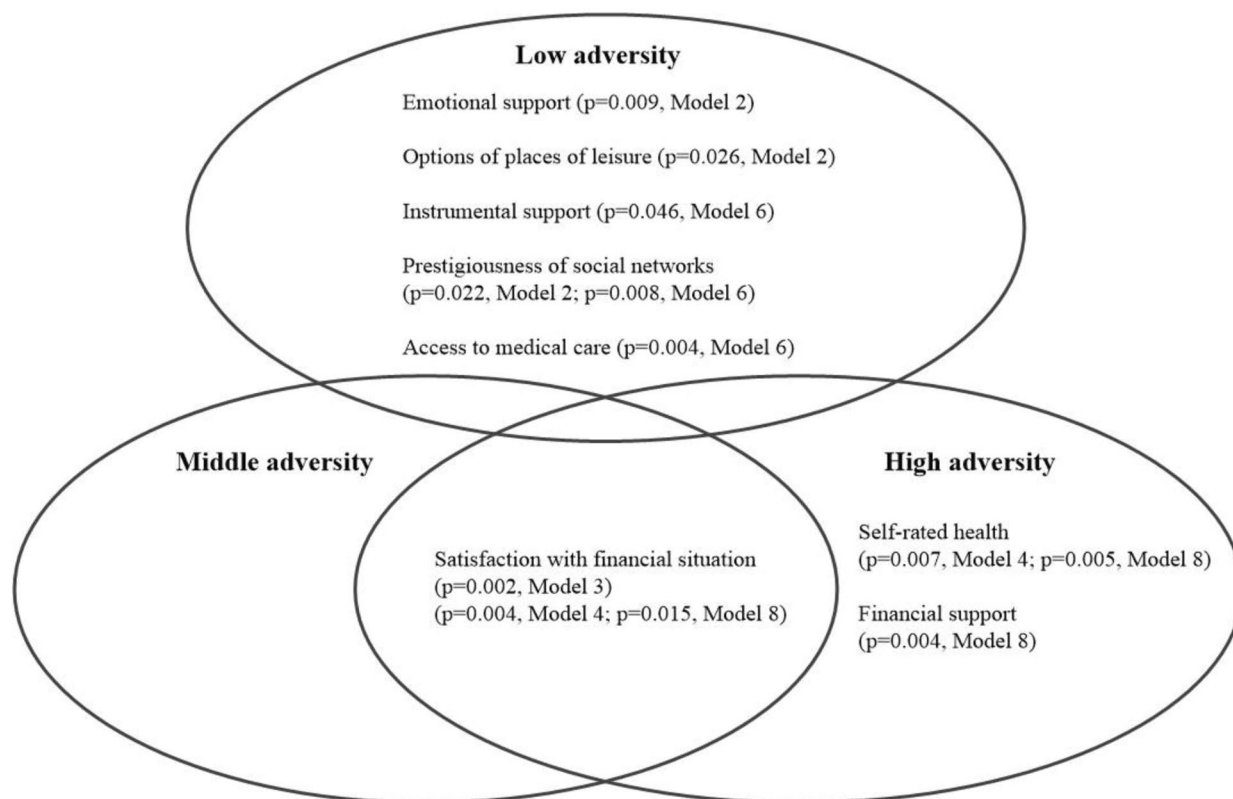 Low adversity
Emotional support (p=0.009, Model 2)
Options of places of leisure (p=0.026, Model 2)
Instrumental support (p=0.046, Model 6)
Prestigiousness of social networks
(p=0.022, Model 2; p=0.008, Model 6)
Access to medical care (p=0.004, Model 6)
Middle adversity
High adversity
Satisfaction with financial situation
(p=0.002, Model 3)
(p=0.004, Model 4; p=0.015, Model 8)
Self-rated health
(p=0.007, Model 4; p=0.005, Model 8)
Financial support
(p=0.004, Model 8)